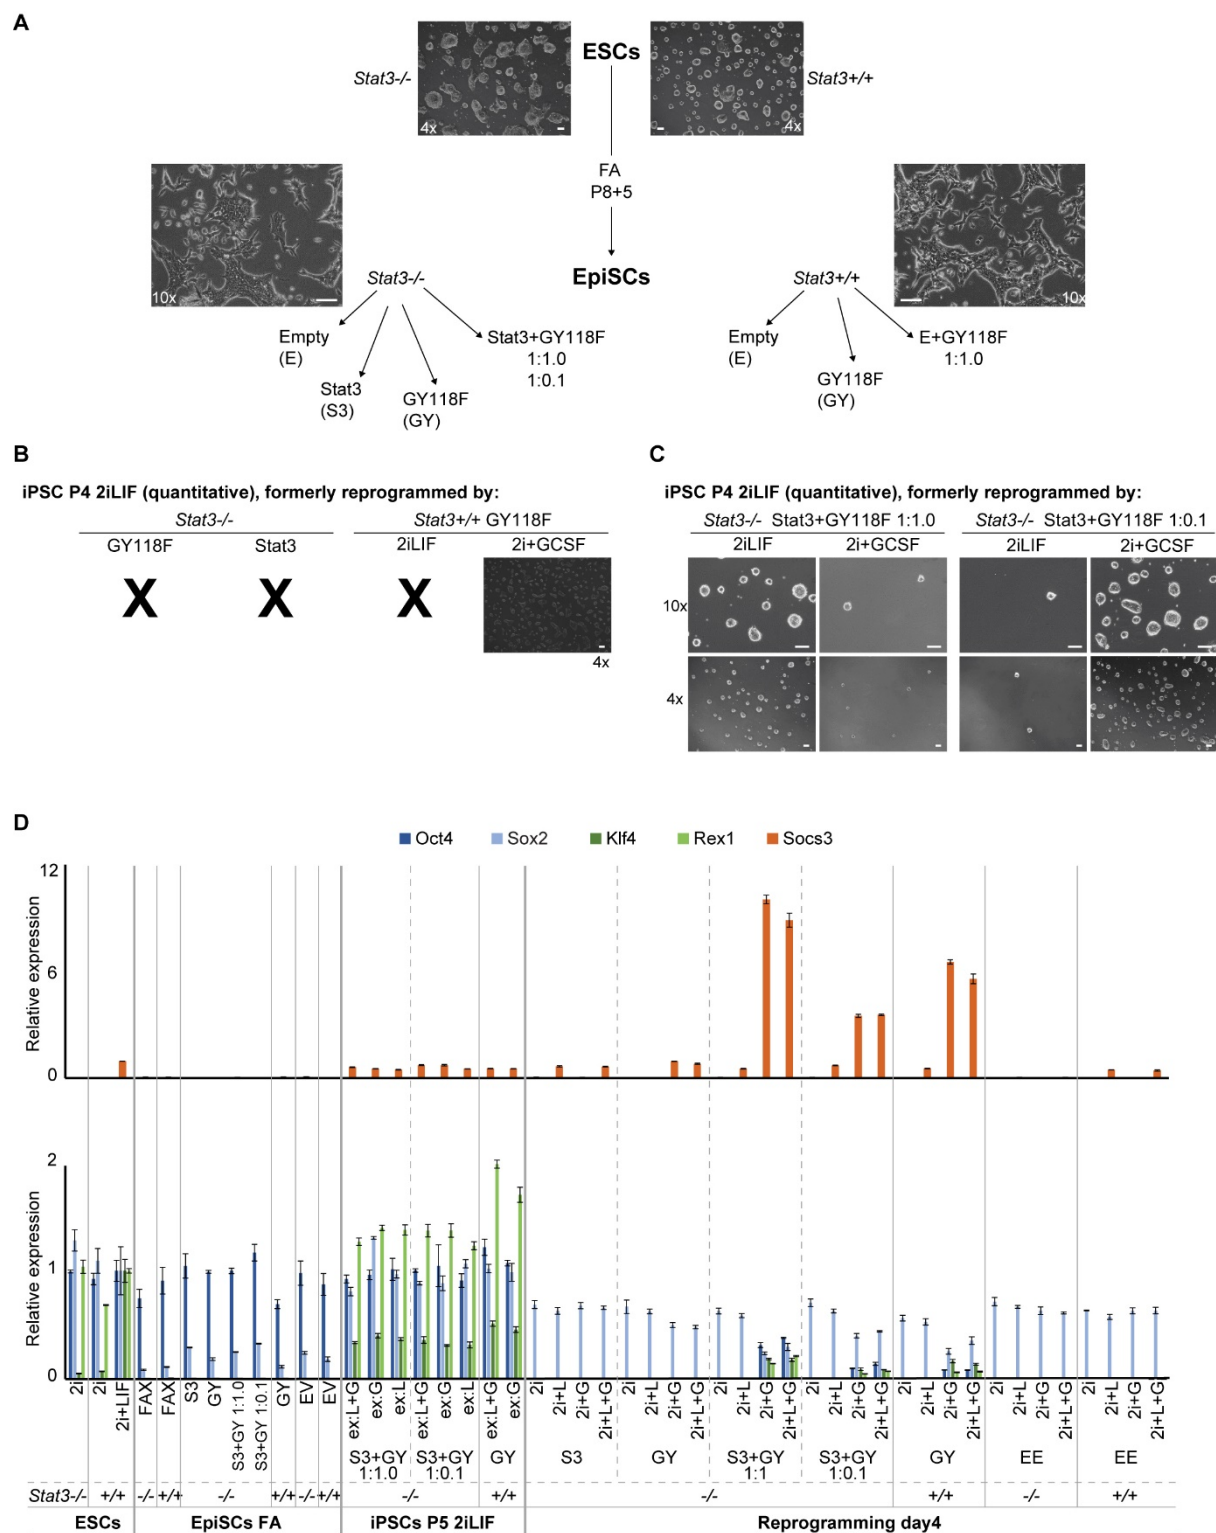 A
ESCs
Stat3-/-
Stat3+/+
4x
4x
FA
P8+5
10x
10x
EpiSCs
Stat3-/-
Stat3+/+
Empty
(E)
Stat3
(S3)
GY118F
(GY)
Stat3+GY118F
1:1.0
1:0.1
Empty
(E)
GY118F
(GY)
E+GY118F
1:1.0
B
iPSC P4 2iLIF (quantitative), formerly reprogrammed by:
Stat3-/-
Stat3+/+ GY118F
GY118F
Stat3
2iLIF
2i+GCSF
X
X
X
4x
C
iPSC P4 2iLIF (quantitative), formerly reprogrammed by:
Stat3-/- Stat3+GY118F 1:1.0
Stat3-/- Stat3+GY118F 1:0.1
2iLIF
2i+GCSF
2iLIF
2i+GCSF
10x
4x
D
Oct4 Sox2 Klf4 Rex1 Socs3
Relative expression
12
6
0
Relative expression
2
1
0
2i
2i
2i+LIF
FAX
FAX
S3
GY
S3+GY 1:1.0
S3+GY 1:0.1
GY
EV
EV
ex:L+G
ex:G
ex:L
ex:L+G
ex:G
ex:L
ex:L+G
ex:G
2i
2i+L
2i+G
2i+L+G
2i
2i+L
2i+G
2i+L+G
2i
2i+L
2i+G
2i+L+G
2i
2i+L
2i+G
2i+L+G
2i
2i+L
2i+G
2i+L+G
2i
2i+L
2i+G
2i+L+G
2i
2i+L
2i+G
2i+L+G
S3+GY
1:1.0
S3+GY
1:0.1
GY
S3
GY
S3+GY
1:1
S3+GY
1:0.1
GY
EE
EE
Stat3-/- +/+ -/- +/+ -/- +/+ -/- +/+ -/- +/+ -/- +/+ -/- +/+
ESCs EpiSCs FA iPSCs P5 2iLIF Reprogramming day4